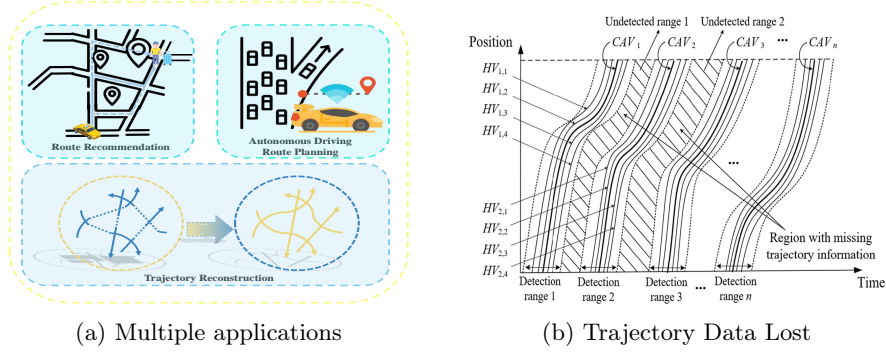 Route Recommendation
Autonomous Driving
Route Planning
Trajectory Reconstruction
(a) Multiple applications
Undetected range 1
Undetected range 2
Position
CAV1
CAV2
CAV3
...
CAVn
HV1,1
HV1,2
HV1,3
HV1,4
...
HV2,1
HV2,2
HV2,3
HV2,4
Region with missing
trajectory information
Time
Detection
range 1
Detection
range 2
Detection
range 3
...
Detection
range n
(b) Trajectory Data Lost